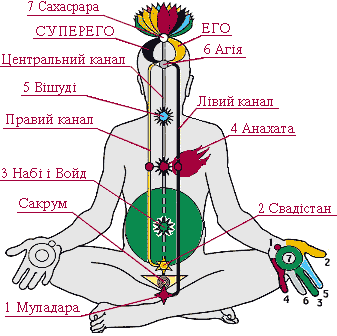 7 Сахасрара
СУПЕРЕГО
ЕГО
6 Агія
Центральний канал
5 Вішуді
Лівий канал
Правий канал
4 Анахата
3 Набі і Войд
Сакрум
2 Свадістан
1 Муладара
1
7
2
4
6
5
3